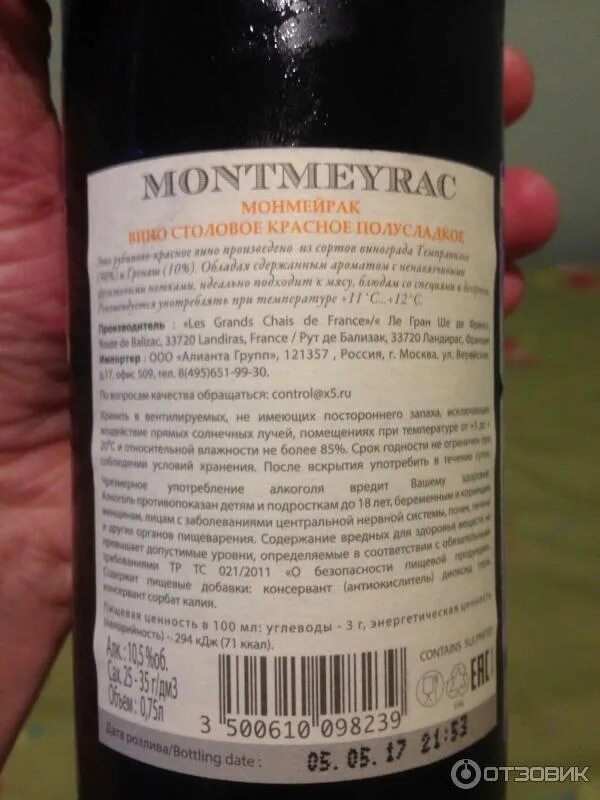 MONTMEYRAC
МОНМЕЙРАК
ВИНО СТОЛОВОЕ КРАСНОЕ ПОЛУСЛАДКОЕ
Это рубиново-красное вино произведено из сортов винограда Темпранильо
(90%) и Гренаш (10%). Обладая сдержанным ароматом с ненавязчивыми
фруктовыми нотками, идеально подходит к мясу, блюдам со специями и десертам.
Рекомендуется употреблять при температуре +11°C...+12°C.
Производитель : «Les Grands Chais de France»/« Ле Гран Ше де Франс»,
Route de Balizac, 33720 Landiras, France / Рут де Бализак, 33720 Ландирас, Франция
Импортер : ООО «Алианта Групп», 121357 , Россия, г. Москва, ул. Верейская,
д.17, офис 509, тел. 8(495)651-99-30.
По вопросам качества обращаться: control@x5.ru
Хранить в вентилируемых, не имеющих постороннего запаха, исключающих
воздействие прямых солнечных лучей, помещениях при температуре от +5 до +
20°C и относительной влажности не более 85%. Срок годности не ограничен при
соблюдении условий хранения. После вскрытия употребить в течение суток.
Чрезмерное употребление алкоголя вредит Вашему здоровью
Алкоголь противопоказан детям и подросткам до 18 лет, беременным и кормящим
женщинам, лицам с заболеваниями центральной нервной системы, почек, печени
и других органов пищеварения. Содержание вредных для здоровья веществ не
превышает допустимые уровни, определяемые в соответствии с обязательными
требованиями ТР ТС 021/2011 «О безопасности пищевой продукции».
Содержит пищевые добавки: консервант (антиокислитель) диоксид серы,
консервант сорбат калия.
Пищевая ценность в 100 мл: углеводы - 3 г, энергетическая ценность
(калорийность) -. 294 кДж (71 ккал).
Алк.: 10,5 %об.
Сах. 25 - 35 г/дм3
Объем : 0,75л
CONTAINS SULPHITES
EAC
3 500610 098239
Дата розлива/Bottling date :
05.05.17 21:53
ОТЗОВИК